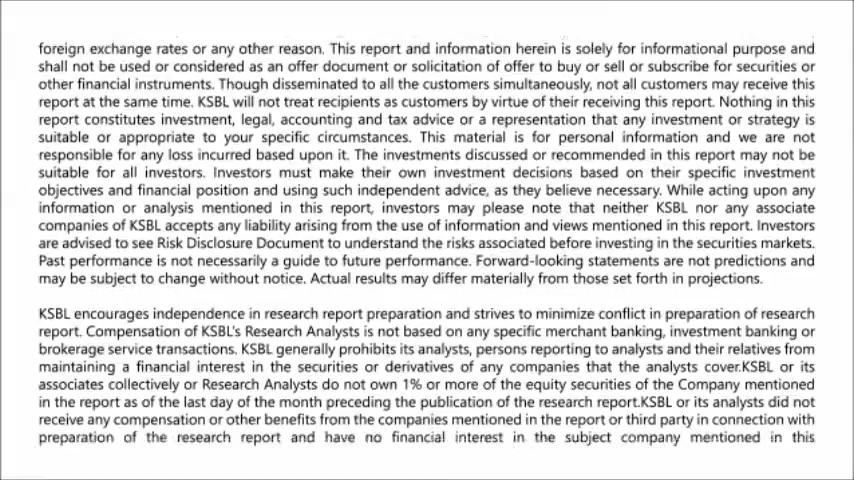 foreign exchange rates or any other reason. This report and information herein is solely for informational purpose and
shall not be used or considered as an offer document or solicitation of offer to buy or sell or subscribe for securities or
other financial instruments. Though disseminated to all the customers simultaneously, not all customers may receive this
report at the same time. KSBL will not treat recipients as customers by virtue of their receiving this report. Nothing in this
report constitutes investment, legal, accounting and tax advice or a representation that any investment or strategy is
suitable or appropriate to your specific circumstances. This material is for personal information and we are not
responsible for any loss incurred based upon it. The investments discussed or recommended in this report may not be
suitable for all investors. Investors must make their own investment decisions based on their specific investment
objectives and financial position and using such independent advice, as they believe necessary. While acting upon any
information or analysis mentioned in this report, investors may please note that neither KSBL nor any associate
companies of KSBL accepts any liability arising from the use of information and views mentioned in this report. Investors
are advised to see Risk Disclosure Document to understand the risks associated before investing in the securities markets.
Past performance is not necessarily a guide to future performance. Forward-looking statements are not predictions and
may be subject to change without notice. Actual results may differ materially from those set forth in projections.
KSBL encourages independence in research report preparation and strives to minimize conflict in preparation of research
report. Compensation of KSBL's Research Analysts is not based on any specific merchant banking, investment banking or
brokerage service transactions. KSBL generally prohibits its analysts, persons reporting to analysts and their relatives from
maintaining a financial interest in the securities or derivatives of any companies that the analysts cover.KSBL or its
associates collectively or Research Analysts do not own 1% or more of the equity securities of the Company mentioned
in the report as of the last day of the month preceding the publication of the research report.KSBL or its analysts did not
receive any compensation or other benefits from the companies mentioned in the report or third party in connection with
preparation of the research report and have no financial interest in the subject company mentioned in this